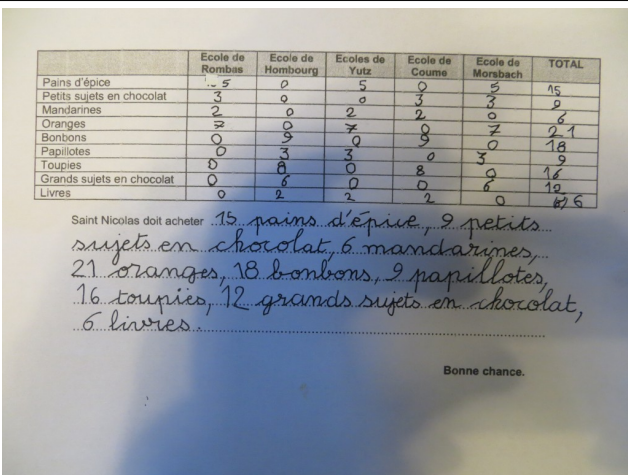 Ecole de Rombas Ecole de Hombourg Ecoles de Yutz Ecole de Coume Ecole de Morsbach TOTAL
Pains d'épice 5 0 5 0 5 15
Petits sujets en chocolat 3 0 0 3 3 9
Mandarines 2 0 2 2 0 6
Oranges 7 0 7 0 7 21
Bonbons 0 9 0 9 0 18
Papillotes 0 3 3 0 3 9
Toupies 0 8 0 8 0 16
Grands sujets en chocolat 0 6 0 0 6 12
Livres 0 2 2 2 0 6
Saint Nicolas doit acheter 15 pains d'épice, 9 petits
sujets en chocolat, 6 mandarines,
21 oranges, 18 bonbons, 9 papillotes,
16 toupies, 12 grands sujets en chocolat,
6 livres.
Bonne chance.